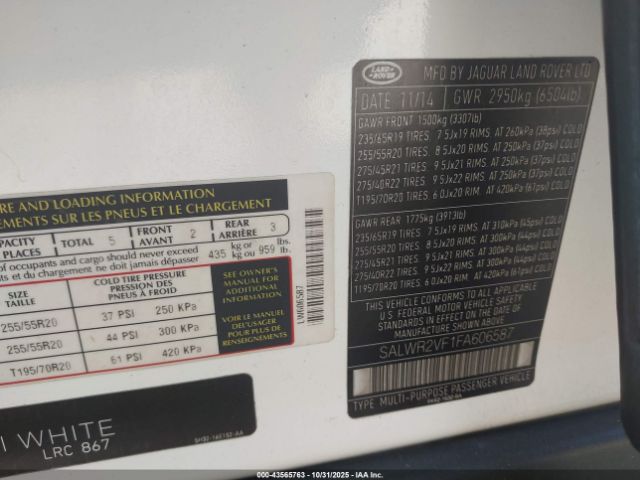 LAND ROVER
MFD BY JAGUAR LAND ROVER LTD
DATE 11/14 GWR 2950kg (6504lb)
GAWR FRONT 1500kg (3307lb)
235/65R19 TIRES. 7 5Jx19 RIMS. AT 260kPa (38psi) COLD
255/55R20 TIRES. 8 5Jx20 RIMS. AT 250kPa (37psi) COLD
275/45R21 TIRES. 9 5Jx21 RIMS. AT 250kPa (37psi) COLD
275/40R22 TIRES. 9 5Jx22 RIMS. AT 250kPa (37psi) COLD
T195/70R20 TIRES. 6 0Jx20 RIM. AT 420kPa (61psi) COLD
GAWR REAR 1775kg (3913lb)
235/65R19 TIRES. 7 5Jx19 RIMS. AT 310kPa (45psi) COLD
255/55R20 TIRES. 8 5Jx20 RIMS. AT 300kPa (44psi) COLD
275/45R21 TIRES. 9 5Jx21 RIMS. AT 300kPa (44psi) COLD
275/40R22 TIRES. 9 5Jx22 RIMS. AT 300kPa (44psi) COLD
T195/70R20 TIRES. 6 0Jx20 RIM. AT 420kPa (61psi) COLD
THIS VEHICLE CONFORMS TO ALL APPLICABLE
U S FEDERAL MOTOR VEHICLE SAFETY
STANDARDS IN EFFECT ON THE DATE OF
MANUFACTURE SHOWN ABOVE
SALWR2VF1FA606587
TYPE: MULTI-PURPOSE PASSENGER VEHICLE
RE AND LOADING INFORMATION
EMENTS SUR LES PNEUS ET LE CHARGEMENT
PACITY
PLACES
TOTAL 5
FRONT
AVANT 2
REAR
ARRIÈRE 3
of occupants and cargo should never exceed
ts et du chargement ne doit jamais dépasser
435 kg or kg ou 959 lbs. lb.
SIZE
TAILLE
COLD TIRE PRESSURE
PRESSION DES
PNEUS À FROID
255/55R20 37 PSI 250 KPA
255/55R20 44 PSI 300 KPA
T195/70R20 61 PSI 420 KPA
SEE OWNER'S
MANUAL FOR
ADDITIONAL
INFORMATION
VOIR LE MANUEL
DE L'USAGER
POUR PLUS DE
RENSEIGNEMENTS
LW606587
I WHITE
LRC 867
000-43565763 | 10/31/2025 | © IAA, Inc.